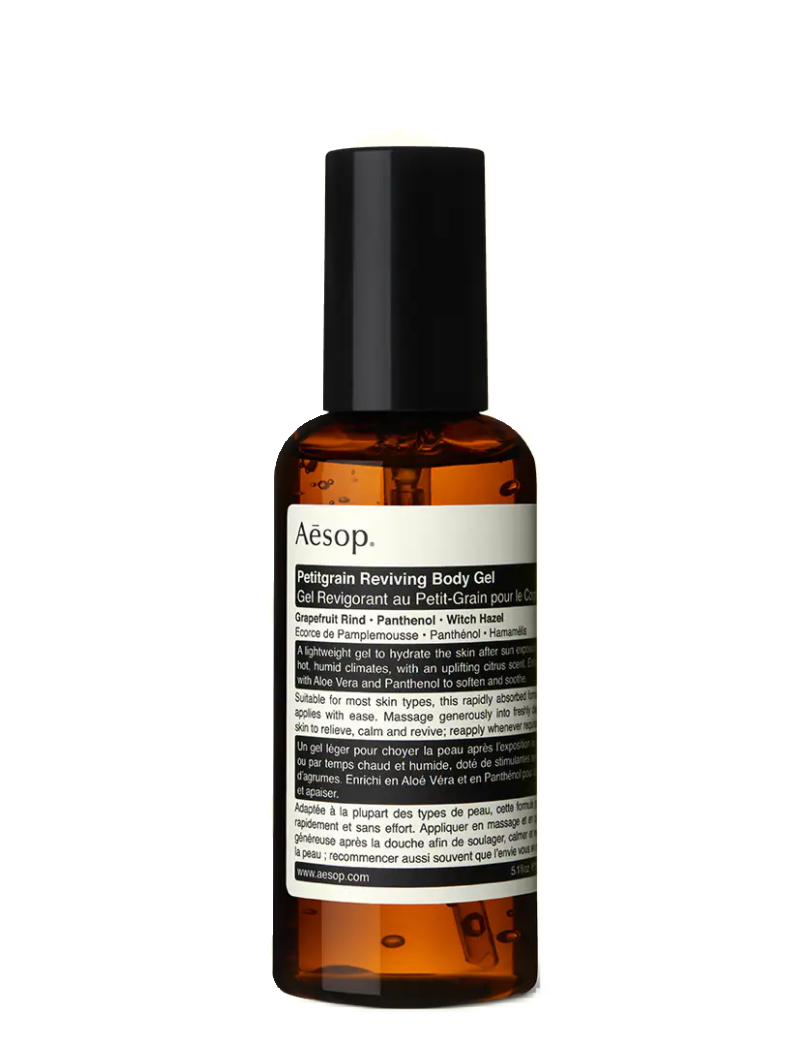 Aēsop.
Petitgrain Reviving Body Gel
Gel Revigorant au Petit-Grain pour le
Grapefruit Rind · Panthenol · Witch Hazel
Ecorce de Pamplemousse · Panthénol · Hamamélis
A lightweight gel to hydrate the skin after sun
hot, humid climates, with an uplifting citrus scent.
with Aloe Vera and Panthenol to soften and soothe.
Suitable for most skin types, this rapidly absorbed
applies with ease. Massage generously into freshly
skin to relieve, calm and revive; reapply whenever
Un gel léger pour choyer la peau après l'exposition
ou par temps chaud et humide, doté de
d'agrumes. Enrichi en Aloé Véra et en Panthénol
et apaiser.
Adaptée à la plupart des types de peau, cette formule
rapidement et sans effort. Appliquer en massage et en
généreuse après la douche afin de soulager, calmer et
la peau ; recommencer aussi souvent que l'envie vous
www.aesop.com 5.1 fl oz